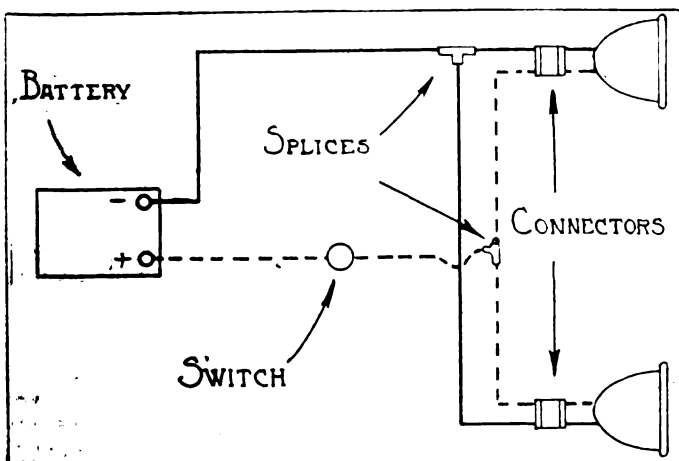 BATTERY
-
+
SPLICES
CONNECTORS
SWITCH